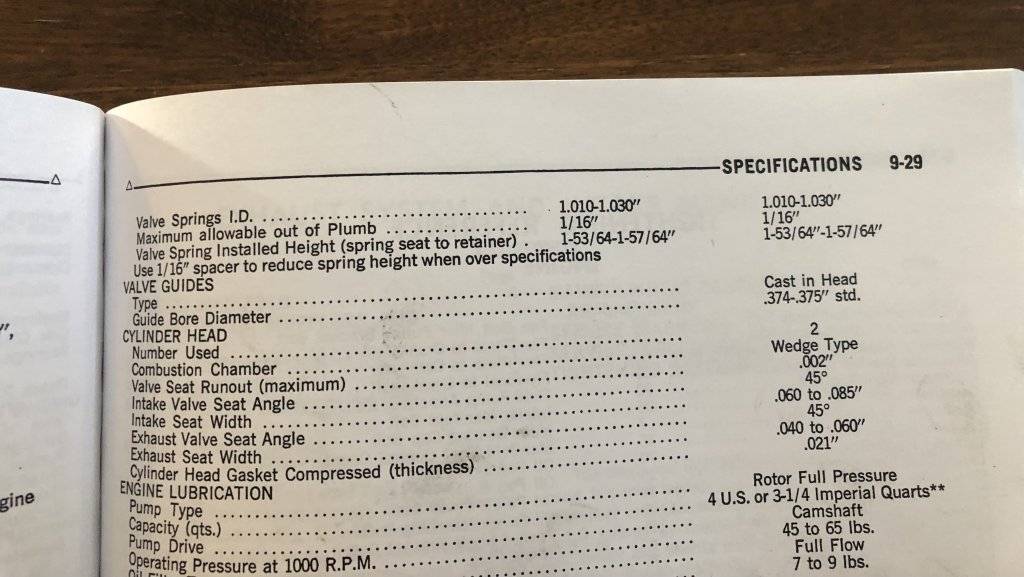 SPECIFICATIONS 9-29
Valve Springs I.D. 1.010-1.030″ 1.010-1.030″
Maximum allowable out of Plumb 1/16″ 1/16″
Valve Spring Installed Height (spring seat to retainer) . 1-53/64-1-57/64″ 1-53/64″-1-57/64″
Use 1/16″ spacer to reduce spring height when over specifications
VALVE GUIDES
Type Cast in Head
Guide Bore Diameter .374-.375″ std.
CYLINDER HEAD
Number Used 2
Combustion Chamber Wedge Type
Valve Seat Runout (maximum) .002″
Intake Valve Seat Angle 45°
Intake Seat Width .060 to .085″
Exhaust Valve Seat Angle 45°
Exhaust Seat Width .040 to .060″
Cylinder Head Gasket Compressed (thickness) .021″
ENGINE LUBRICATION
Pump Type Rotor Full Pressure
Capacity (qts.) 4 U.S. or 3-1/4 Imperial Quarts**
Pump Drive Camshaft
Operating Pressure at 1000 R.P.M. 45 to 65 lbs.
Full Flow
7 to 9 lbs.
gine